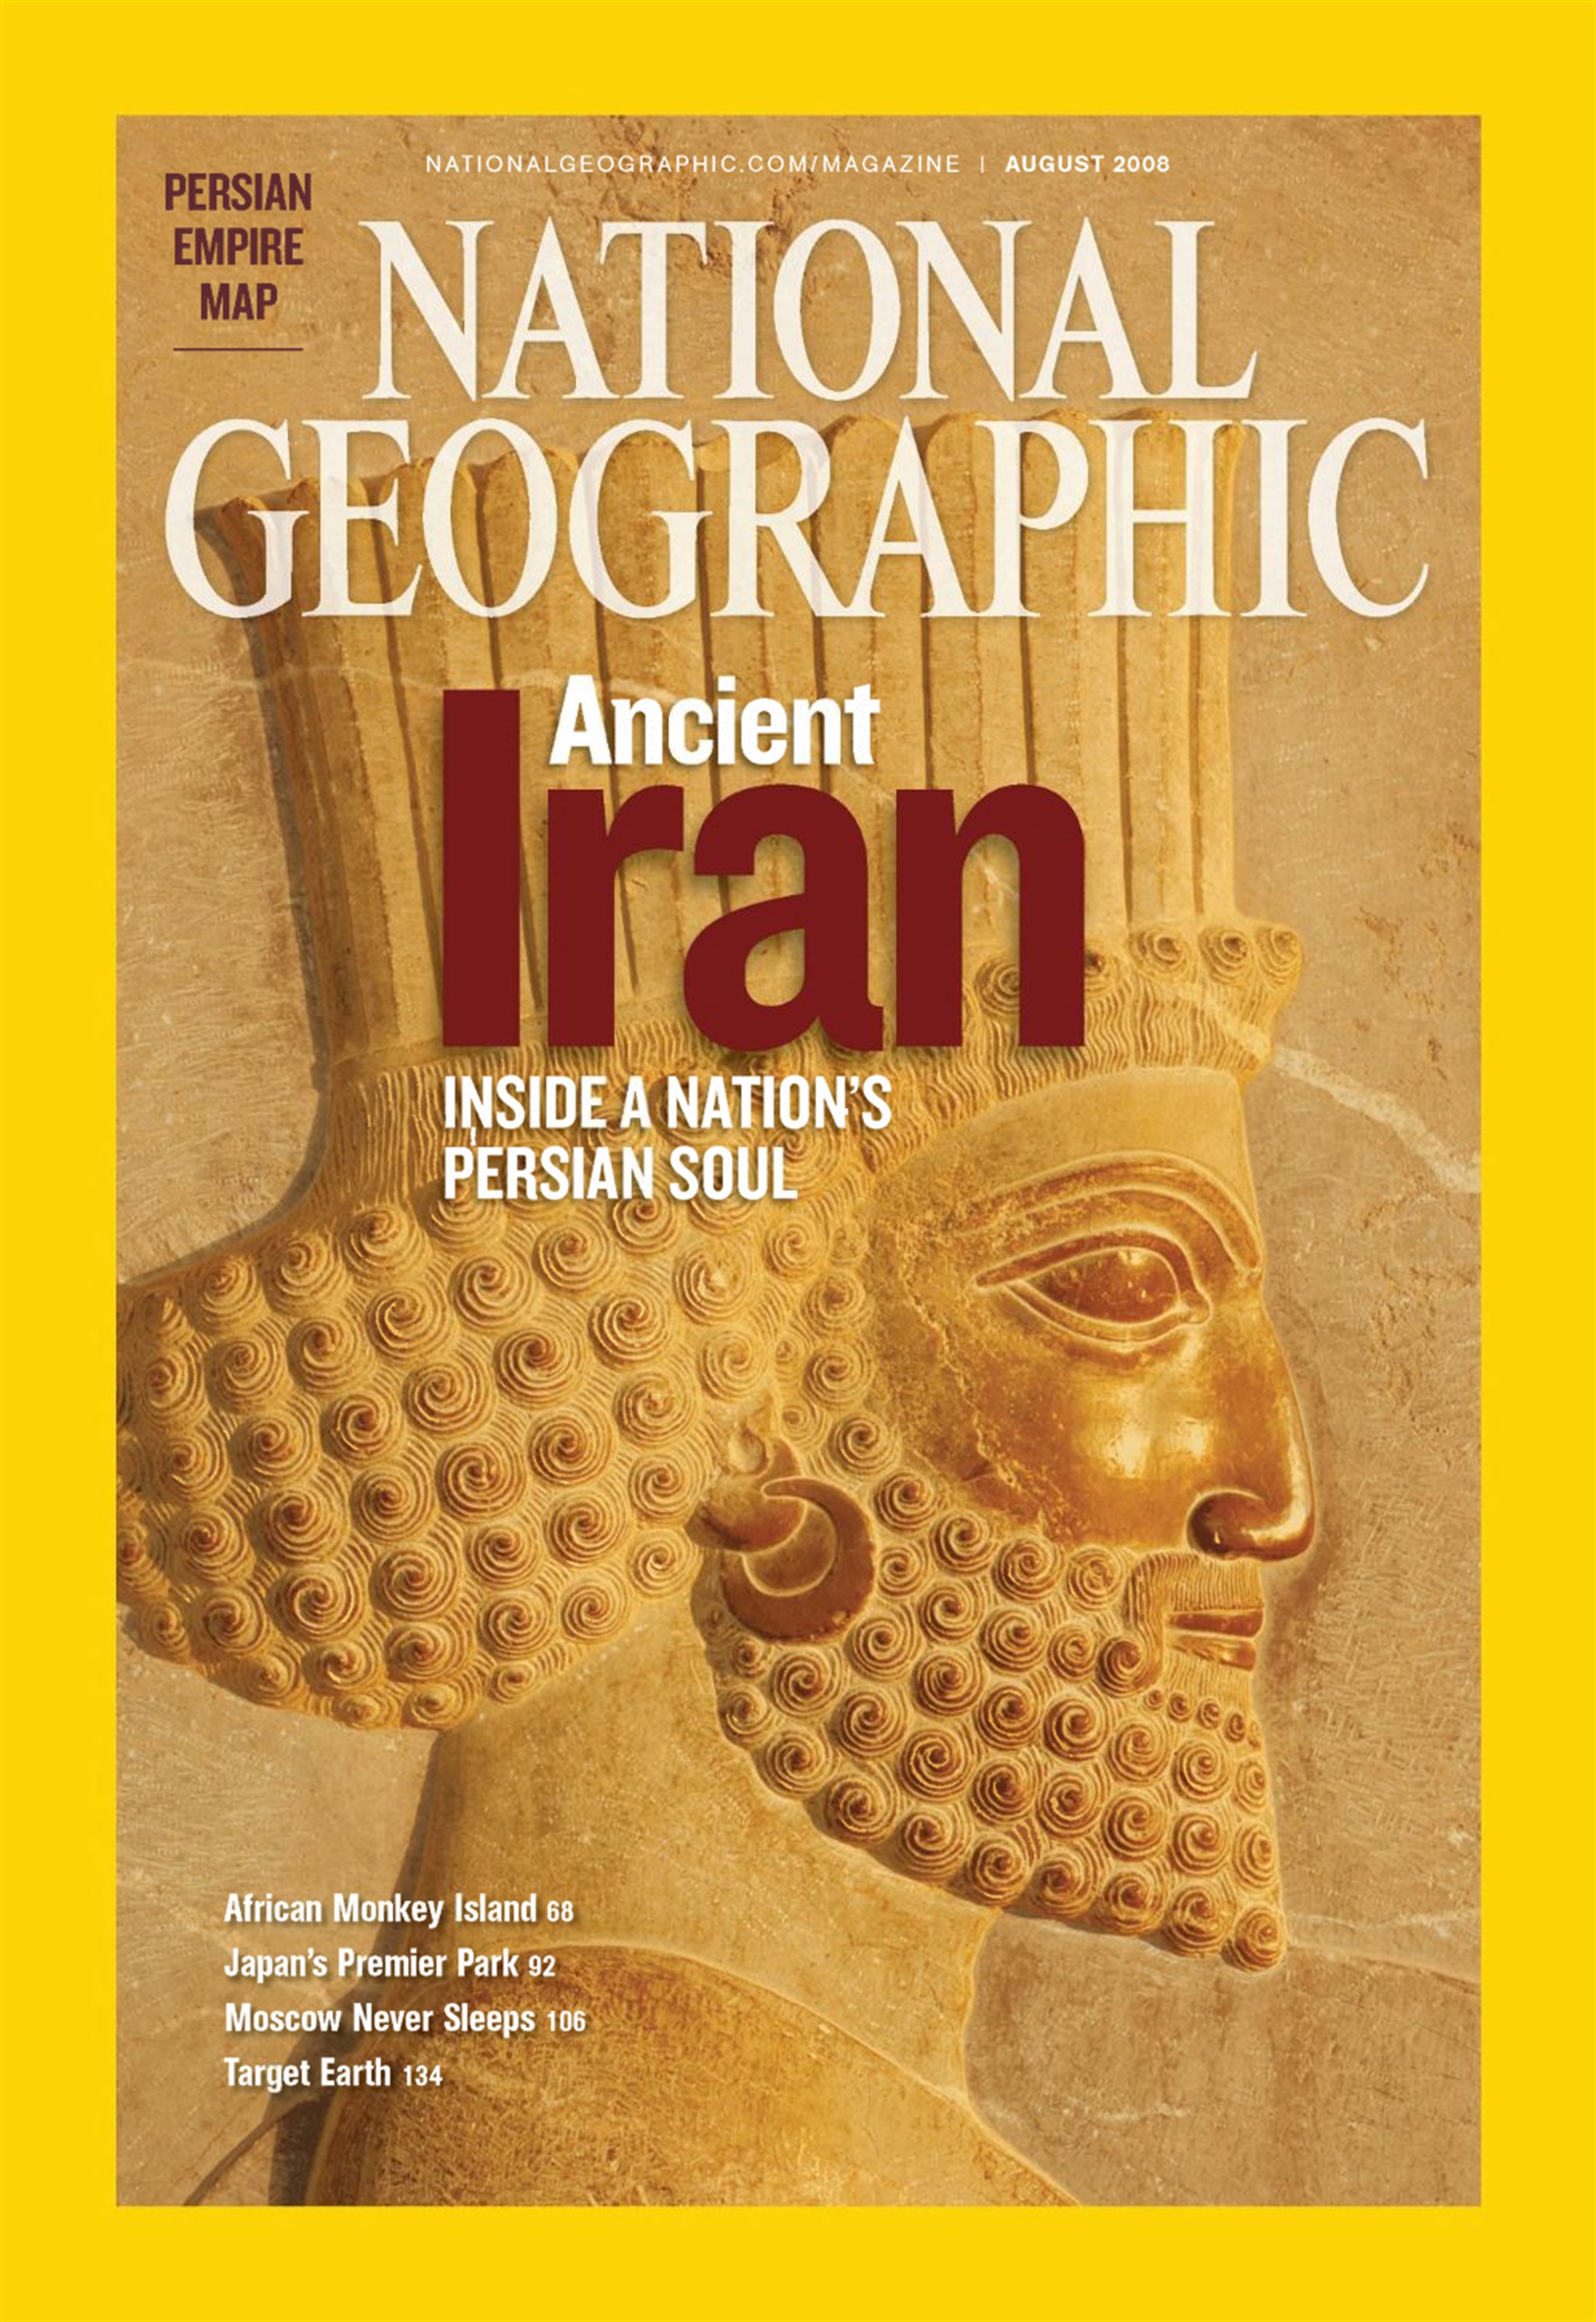 NATIONALGEOGRAPHIC.COM/MAGAZINE | AUGUST 2008
PERSIAN
EMPIRE
MAP
NATIONAL
GEOGRAPHIC
Ancient
Iran
INSIDE A NATION'S
PERSIAN SOUL
African Monkey Island 68
Japan's Premier Park 92
Moscow Never Sleeps 106
Target Earth 134